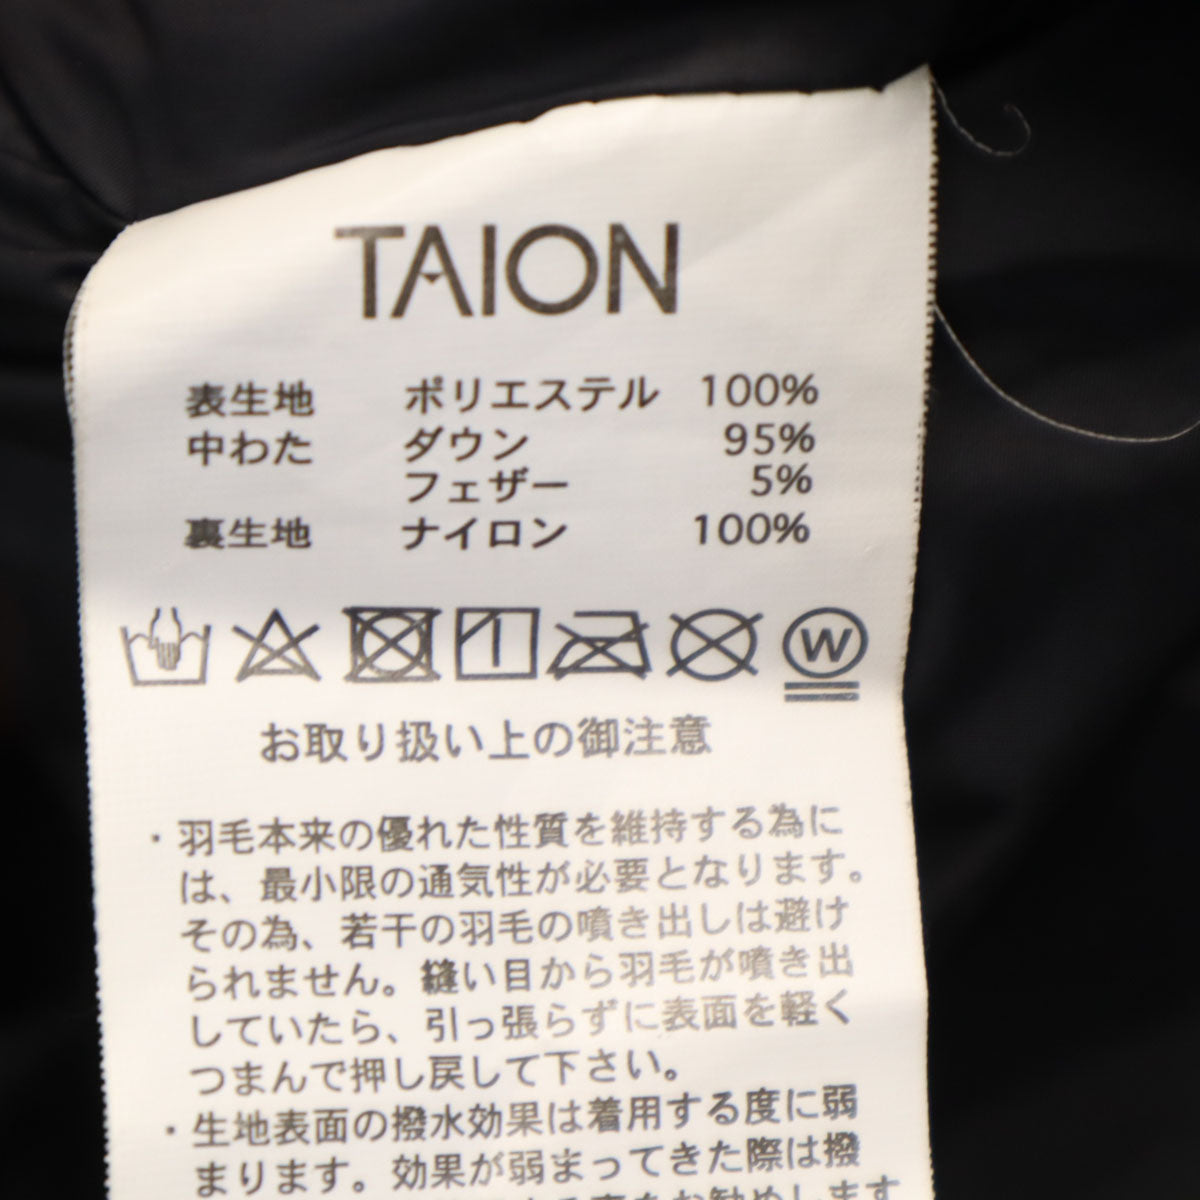 TAION
表生地 ポリエステル 100%
中わた ダウン 95%
フェザー 5%
裏生地 ナイロン 100%
W
お取り扱い上の御注意
・羽毛本来の優れた性質を維持する為に
は、最小限の通気性が必要となります。
その為、若干の羽毛の噴き出しは避け
られません。縫い目から羽毛が噴き出
していたら、引っ張らずに表面を軽く
つまんで押し戻して下さい。
・生地表面の撥水効果は着用する度に弱
まります。効果が弱まってきた際は撥
をお勧めします